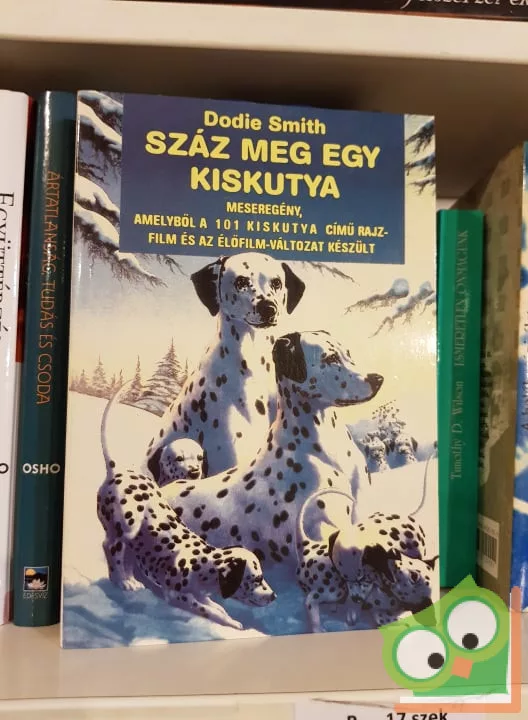 Dodie Smith
SZÁZ MEG EGY
KISKUTYA
MESEREGÉNY,
AMELYBŐL A 101 KISKUTYA CÍMŰ RAJZ-
FILM ÉS AZ ÉLŐFILM-VÁLTOZAT KÉSZÜLT
ÁRTATLANSÁG, TUDÁS ÉS CSODA
OSHO
ÉDESVÍZ
Timothy D. Wilson ISMERETLEN ÖNMAGUNK
17 szek